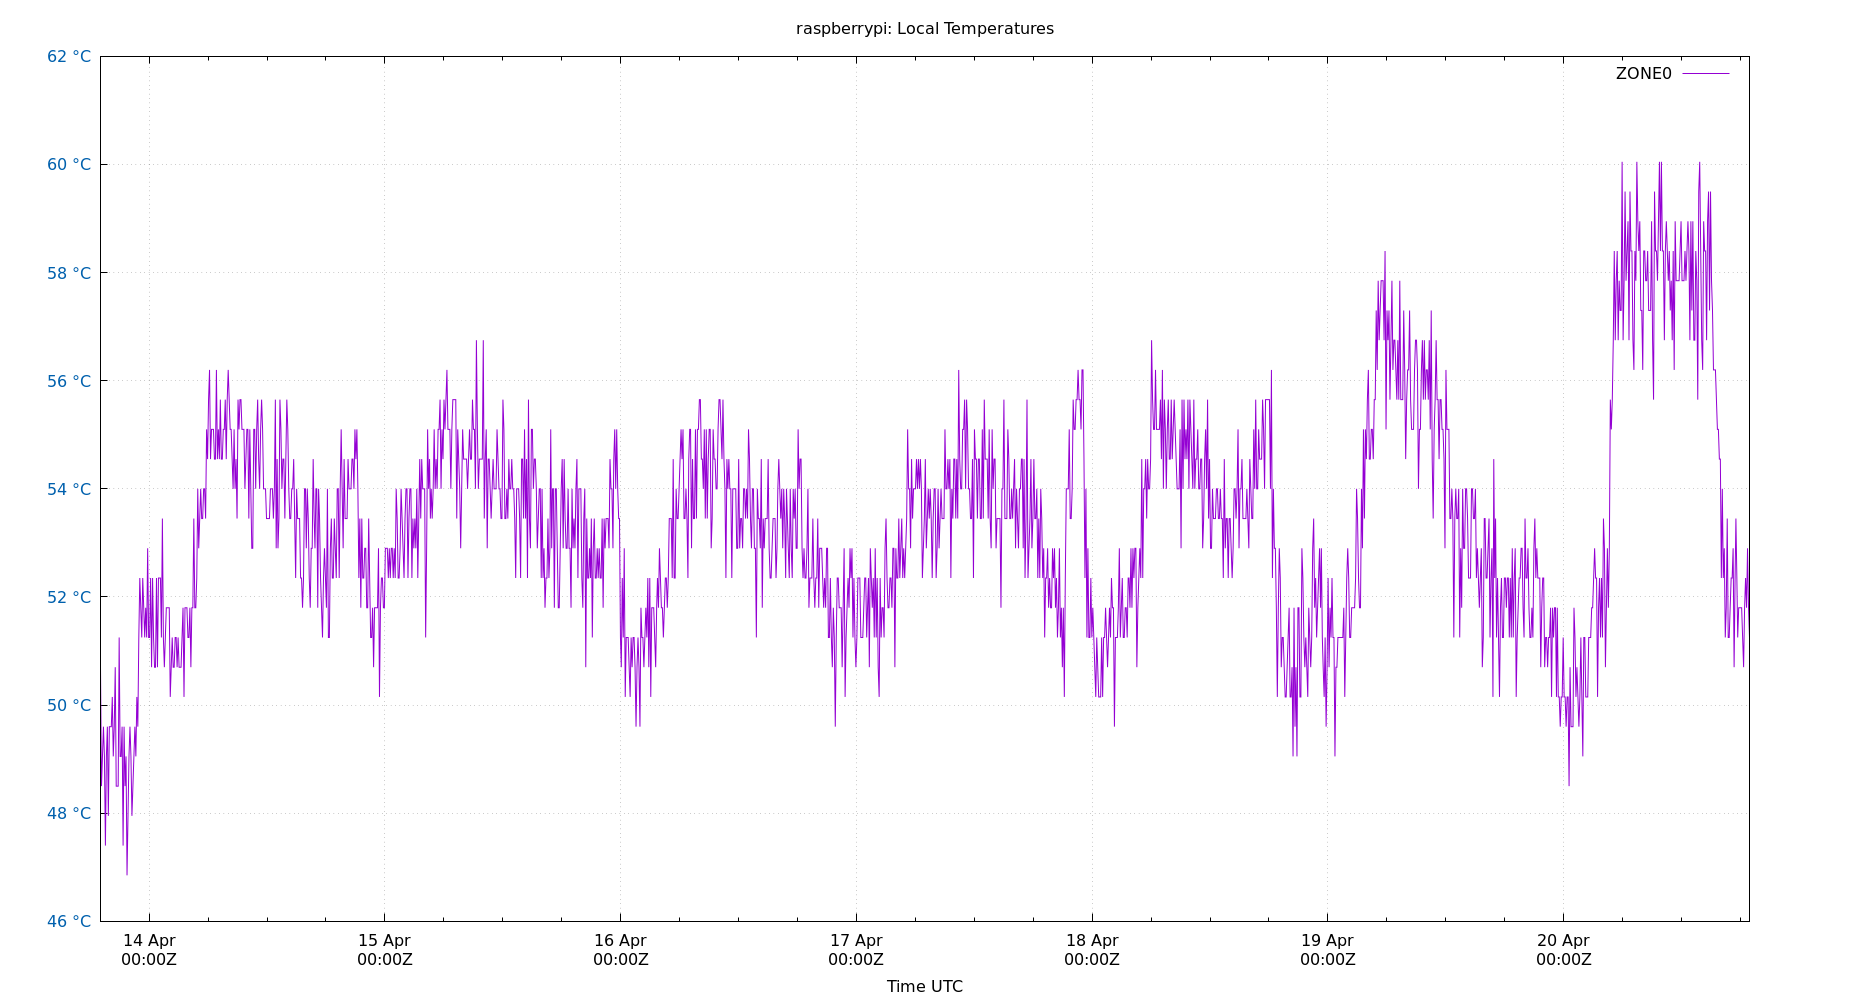 raspberrypi: Local Temperatures
ZONE0
62 °C
60 °C
58 °C
56 °C
54 °C
52 °C
50 °C
48 °C
46 °C
14 Apr 15 Apr 16 Apr 17 Apr 18 Apr 19 Apr 20 Apr
00:00Z 00:00Z 00:00Z 00:00Z 00:00Z 00:00Z 00:00Z
Time UTC